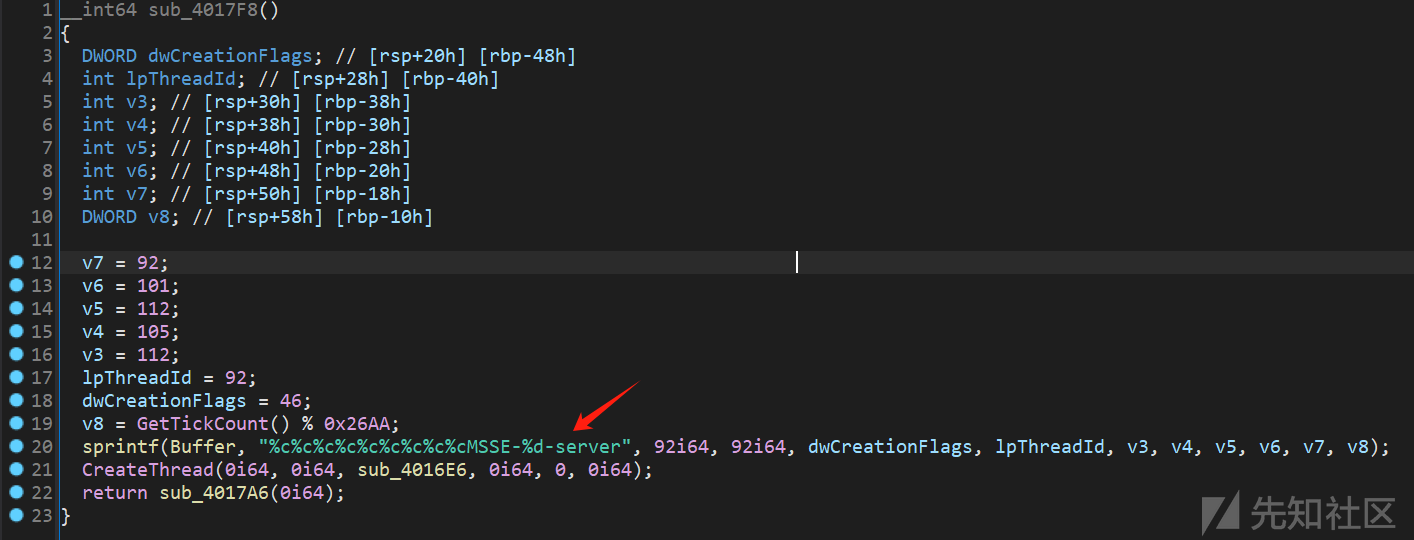 1 __int64 sub_4017F8()
2 {
3 DWORD dwCreationFlags; // [rsp+20h] [rbp-48h]
4 int lpThreadId; // [rsp+28h] [rbp-40h]
5 int v3; // [rsp+30h] [rbp-38h]
6 int v4; // [rsp+38h] [rbp-30h]
7 int v5; // [rsp+40h] [rbp-28h]
8 int v6; // [rsp+48h] [rbp-20h]
9 int v7; // [rsp+50h] [rbp-18h]
10 DWORD v8; // [rsp+58h] [rbp-10h]
11
12 v7 = 92;
13 v6 = 101;
14 v5 = 112;
15 v4 = 105;
16 v3 = 112;
17 lpThreadId = 92;
18 dwCreationFlags = 46;
19 v8 = GetTickCount() % 0x26AA;
20 sprintf(Buffer, "%c%c%c%c%c%c%c%c%cMSSE-%d-server", 92i64, 92i64, dwCreationFlags, lpThreadId, v3, v4, v5, v6, v7, v8);
21 CreateThread(0i64, 0i64, sub_4016E6, 0i64, 0, 0i64);
22 return sub_4017A6(0i64);
23 }
先知社区